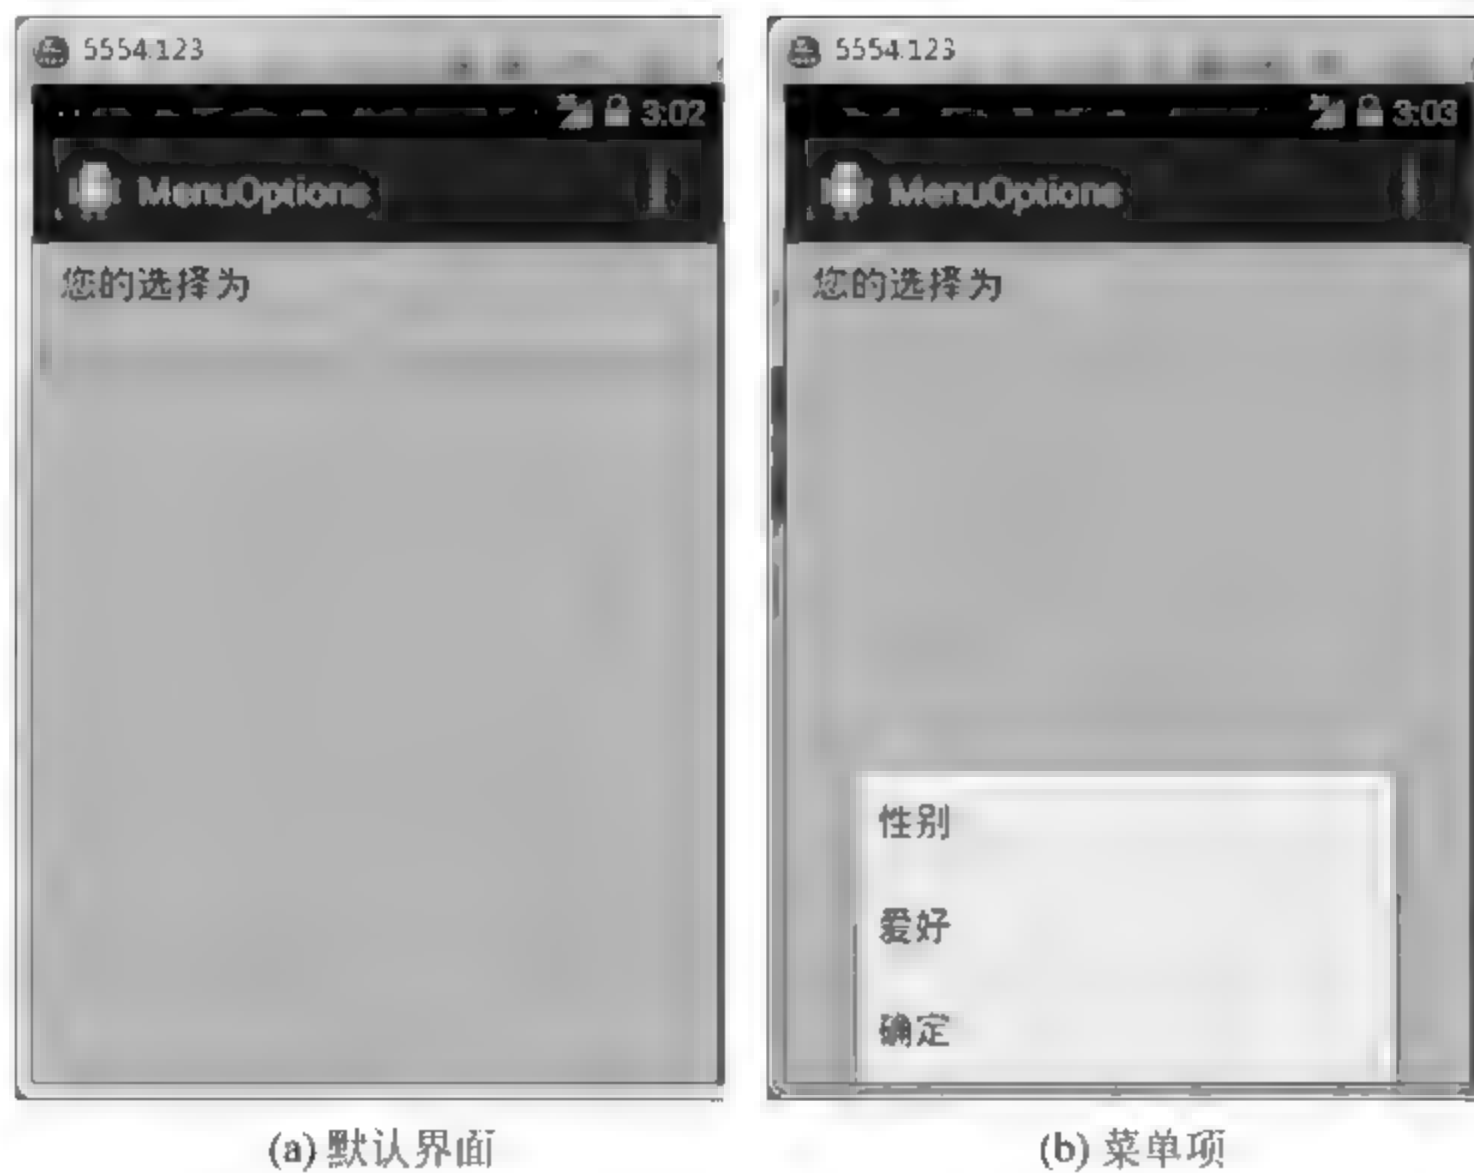 5554:123
3:02
MenuOptions
您的选择为
(a) 默认界面
5554:123
3:03
MenuOptions
您的选择为
性别
爱好
确定
(b) 菜单项